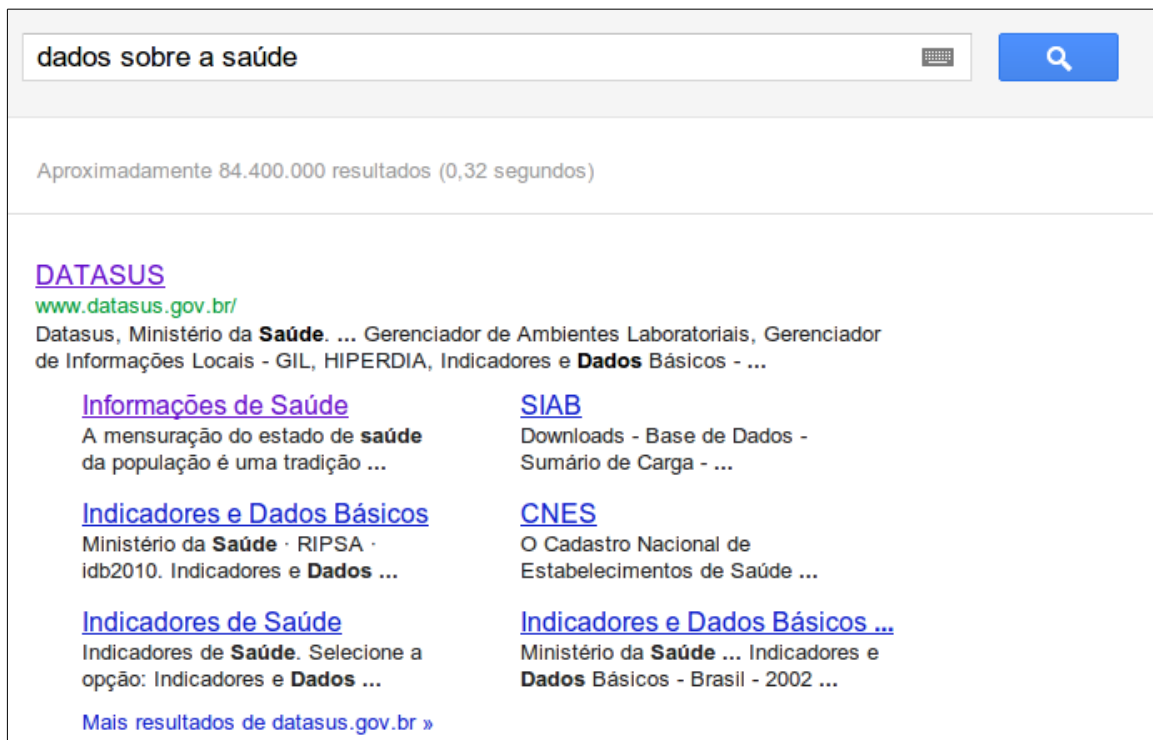 dados sobre a saúde
Aproximadamente 84.400.000 resultados (0,32 segundos)
DATASUS
www.datasus.gov.br/
Datasus, Ministério da Saúde. ... Gerenciador de Ambientes Laboratoriais, Gerenciador
de Informações Locais - GIL, HIPERDIA, Indicadores e Dados Básicos - ...
Informações de Saúde
A mensuração do estado de saúde
da população é uma tradição ...
SIAB
Downloads - Base de Dados -
Sumário de Carga - ...
Indicadores e Dados Básicos
Ministério da Saúde · RIPSA ·
idb2010. Indicadores e Dados ...
CNES
O Cadastro Nacional de
Estabelecimentos de Saúde ...
Indicadores de Saúde
Indicadores de Saúde. Selecione a
opção: Indicadores e Dados ...
Indicadores e Dados Básicos ...
Ministério da Saúde ... Indicadores e
Dados Básicos - Brasil - 2002 ...
Mais resultados de datasus.gov.br »